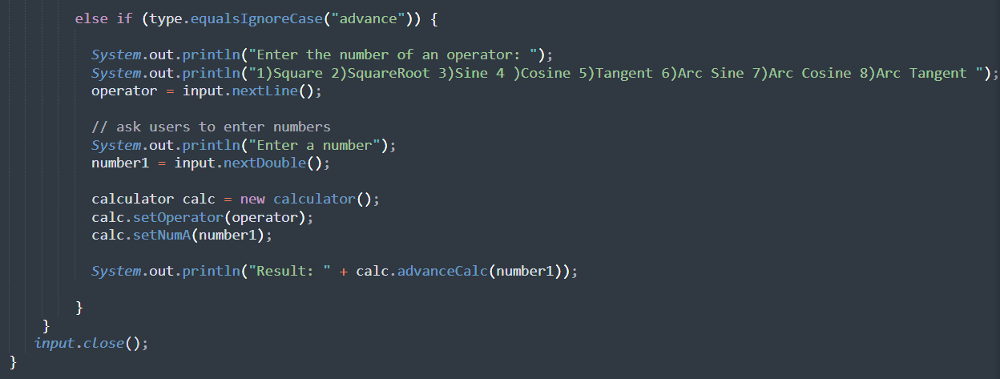 else if (type.equalsIgnoreCase("advance")) {
System.out.println("Enter the number of an operator: ");
System.out.println("1)Square 2)SquareRoot 3)Sine 4 )Cosine 5)Tangent 6)Arc Sine 7)Arc Cosine 8)Arc Tangent ");
operator = input.nextLine();
// ask users to enter numbers
System.out.println("Enter a number");
number1 = input.nextDouble();
calculator calc = new calculator();
calc.setOperator(operator);
calc.setNumA(number1);
System.out.println("Result: " + calc.advanceCalc(number1));
}
}
input.close();
}